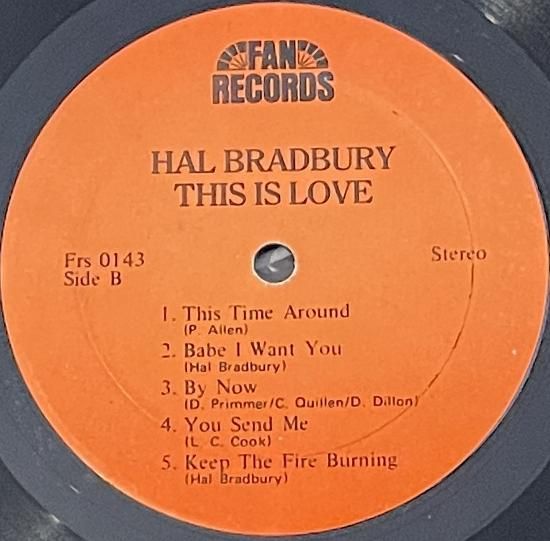 FAN
RECORDS
HAL BRADBURY
THIS IS LOVE
Frs 0143
Side B
Stereo
1. This Time Around
(P. Allen)
2. Babe I Want You
(Hal Bradbury)
3. By Now
(D. Primmer/C. Quillen/D. Dillon)
4. You Send Me
(L. C. Cook)
5. Keep The Fire Burning
(Hal Bradbury)